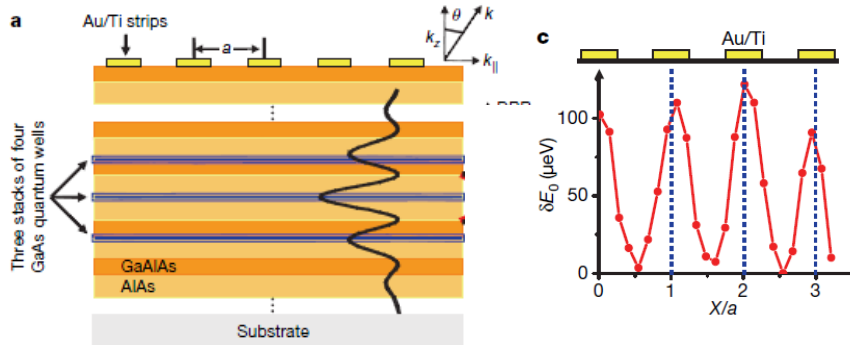 a
Au/Ti strips
a
θ
k
k_z
k_||
Three stacks of four
GaAs quantum wells
GaAlAs
AlAs
Substrate
c
Au/Ti
100
50
0
δE₀ (μeV)
0
1
2
3
X/a